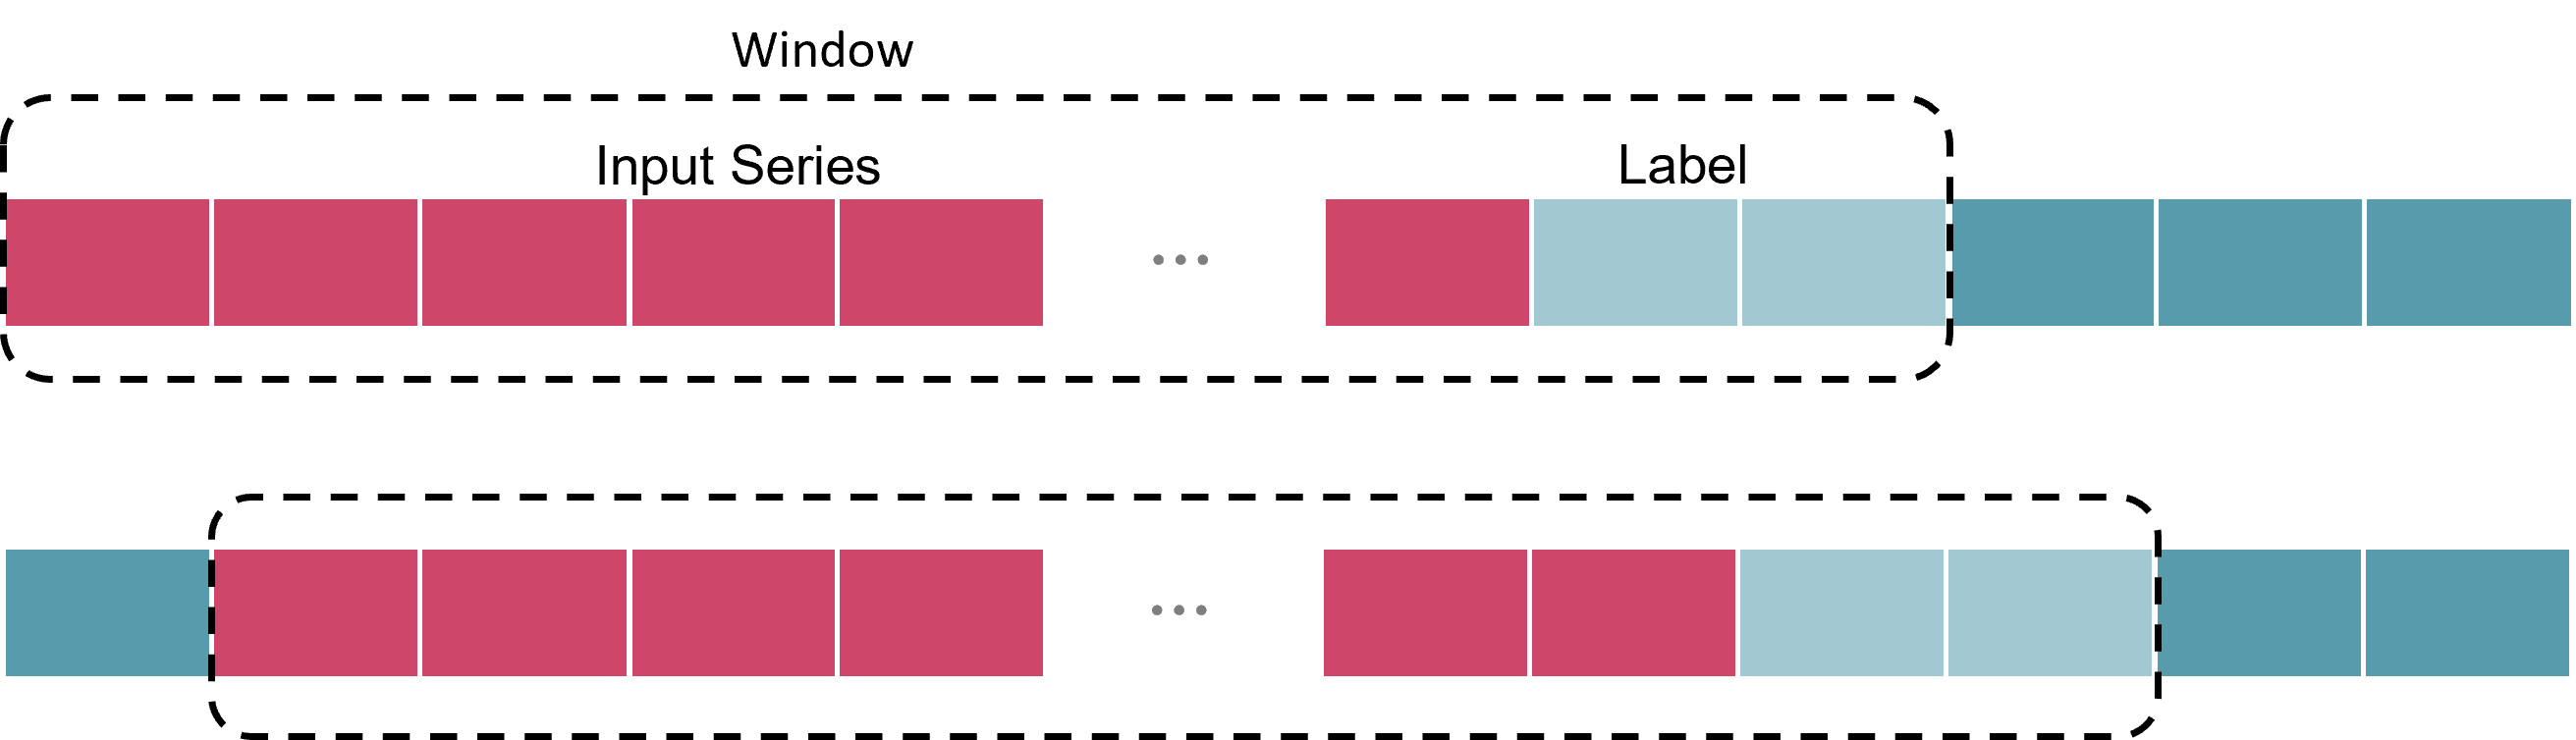 Window
Input Series
Label
...
...